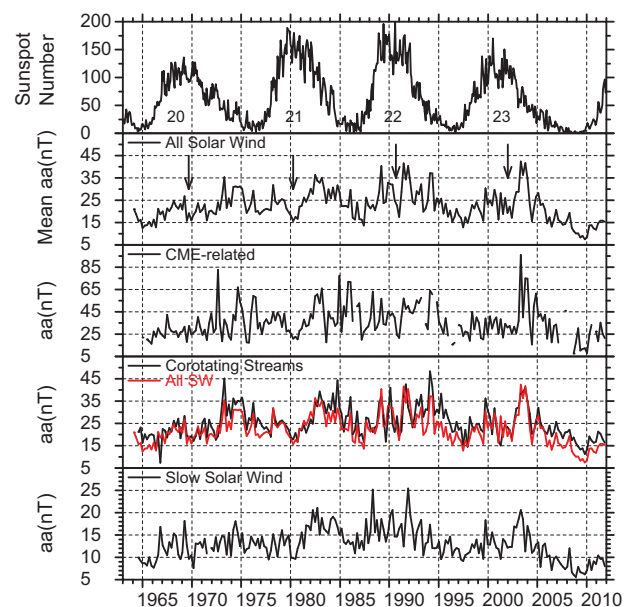 200
150
100
50
0
Sunspot
Number
20
21
22
23
45
35
25
15
5
Mean aa(nT)
All Solar Wind
85
65
45
25
5
aa(nT)
CME-related
45
35
25
15
5
aa(nT)
Corotating Streams
All SW
25
20
15
10
5
aa(nT)
Slow Solar Wind
1965 1970 1975 1980 1985 1990 1995 2000 2005 2010